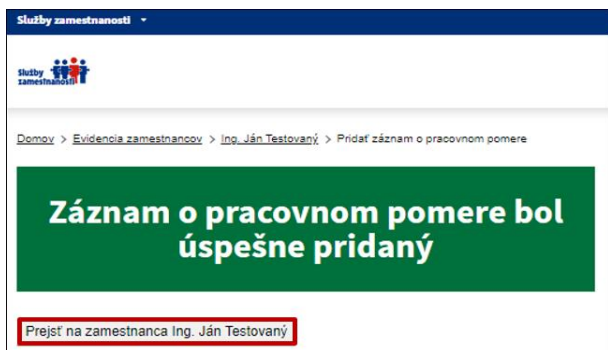 Služby zamestnanosti
Služby
zamestnanosti
Domov > Evidencia zamestnancov > Ing. Ján Testovaný > Pridať záznam o pracovnom pomere
Záznam o pracovnom pomere bol
úspešne pridaný
Prejsť na zamestnanca Ing. Ján Testovaný